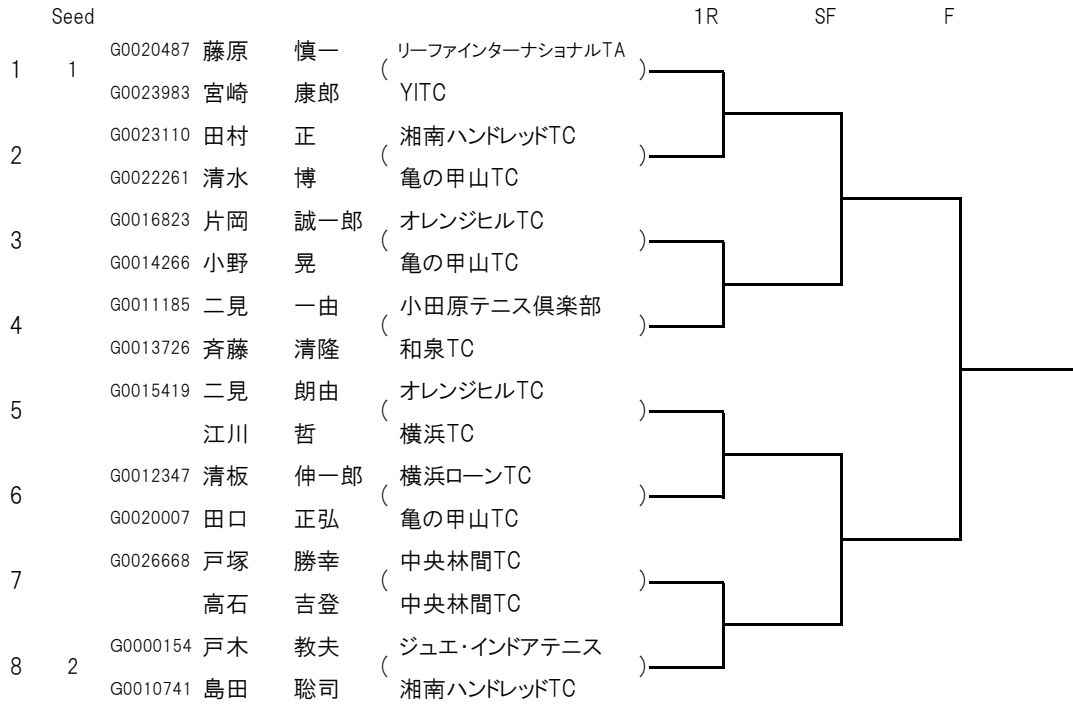 Seed 1R SF F
G0020487 藤原 慎一 リーファインターナショナルTA
1 1 ( )
G0023983 宮崎 康郎 YITC
G0023110 田村 正 湘南ハンドレッドTC
2 ( )
G0022261 清水 博 亀の甲山TC
G0016823 片岡 誠一郎 オレンジヒルTC
3 ( )
G0014266 小野 晃 亀の甲山TC
G0011185 二見 一由 小田原テニス倶楽部
4 ( )
G0013726 斉藤 清隆 和泉TC
G0015419 二見 朗由 オレンジヒルTC
5 ( )
江川 哲 横浜TC
G0012347 清板 伸一郎 横浜ローンTC
6 ( )
G0020007 田口 正弘 亀の甲山TC
G0026668 戸塚 勝幸 中央林間TC
7 ( )
高石 吉登 中央林間TC
G0000154 戸木 教夫 ジュエ・インドアテニス
8 2 ( )
G0010741 島田 聡司 湘南ハンドレッドTC